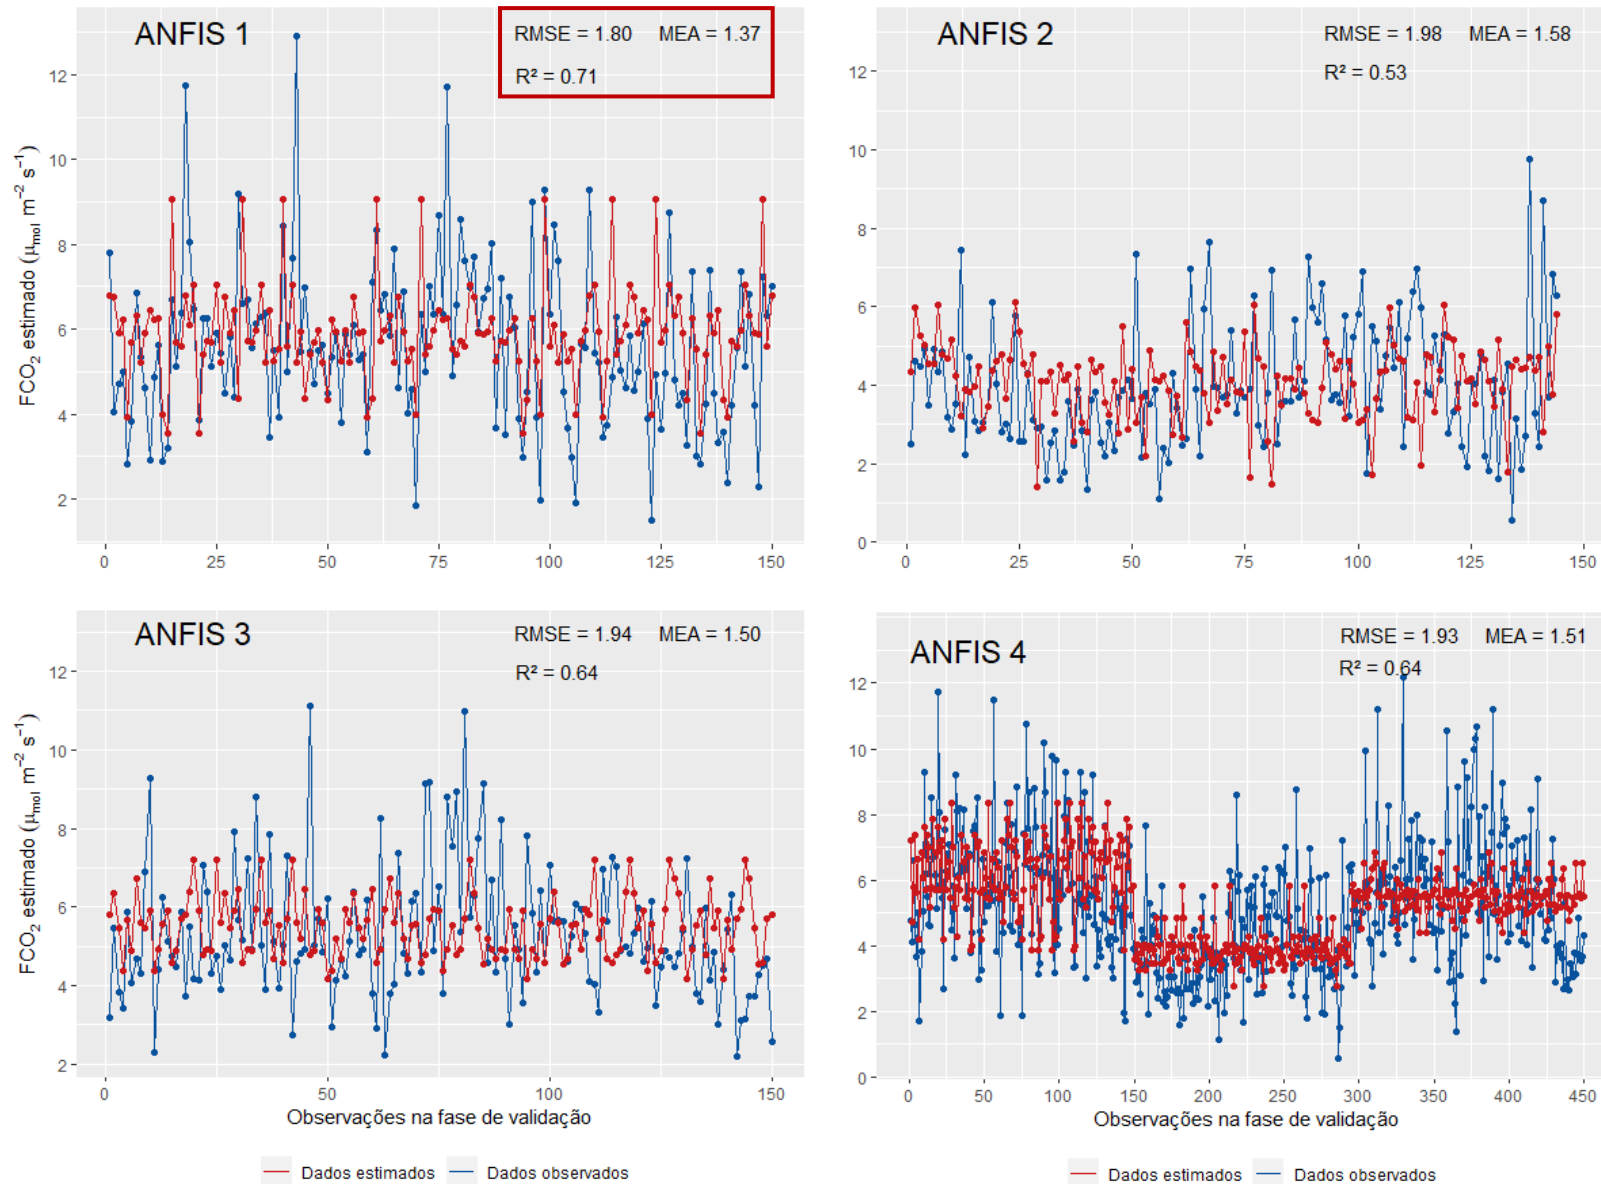 ANFIS 1
RMSE = 1.80 MEA = 1.37
R² = 0.71
FCO₂ estimado (μmol m⁻² s⁻¹)
12
10
8
6
4
2
0 25 50 75 100 125 150
ANFIS 2
RMSE = 1.98 MEA = 1.58
R² = 0.53
12
10
8
6
4
2
0
0 25 50 75 100 125 150
ANFIS 3
RMSE = 1.94 MEA = 1.50
R² = 0.64
FCO₂ estimado (μmol m⁻² s⁻¹)
12
10
8
6
4
2
0 50 100 150
Observações na fase de validação
Dados estimados Dados observados
ANFIS 4
RMSE = 1.93 MEA = 1.51
R² = 0.64
12
10
8
6
4
2
0
0 50 100 150 200 250 300 350 400 450
Observações na fase de validação
Dados estimados Dados observados